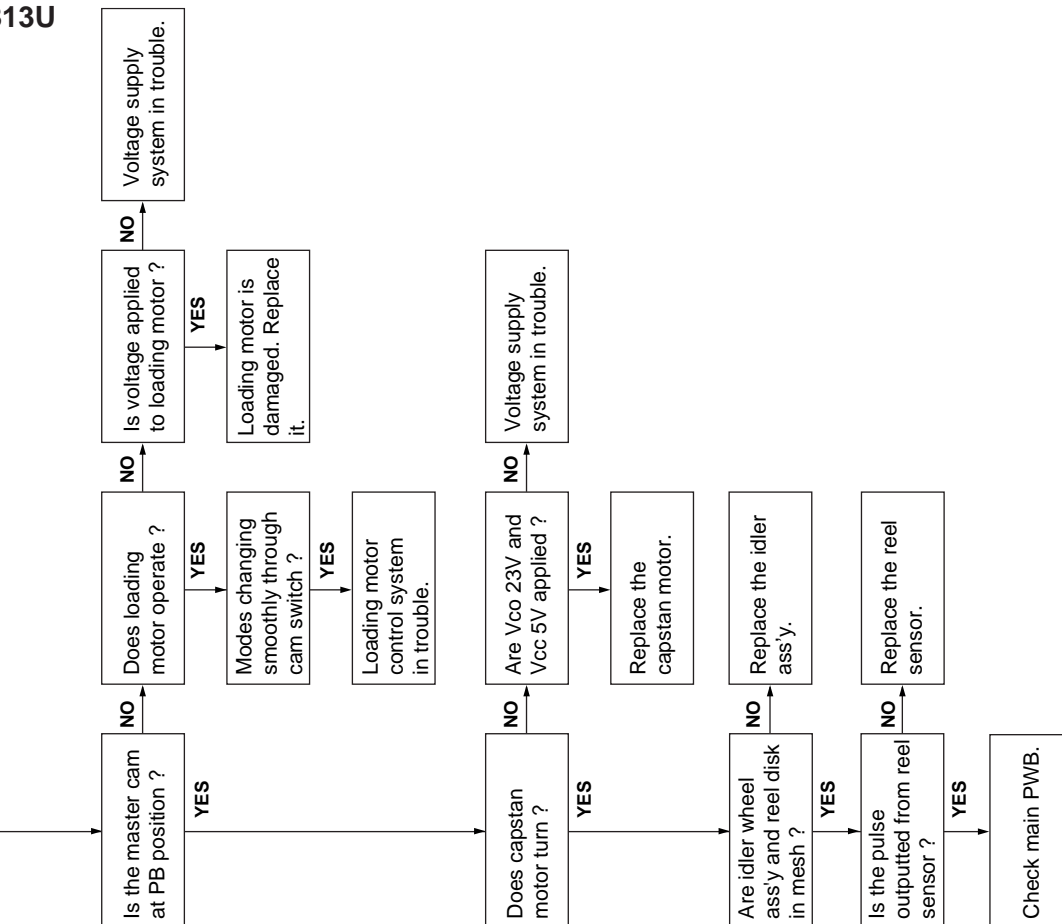 13U
Is the master cam
at PB position ?
NO
Does loading
motor operate ?
NO
Is voltage applied
to loading motor ?
NO
Voltage supply
system in trouble.
YES
Loading motor is
damaged. Replace
it.
YES
Modes changing
smoothly through
cam switch ?
YES
Loading motor
control system
in trouble.
YES
Does capstan
motor turn ?
NO
Are Vco 23V and
Vcc 5V applied ?
NO
Voltage supply
system in trouble.
YES
Replace the
capstan motor.
YES
Are idler wheel
ass'y and reel disk
in mesh ?
NO
Replace the idler
ass'y.
YES
Is the pulse
outputted from reel
sensor ?
NO
Replace the reel
sensor.
YES
Check main PWB.